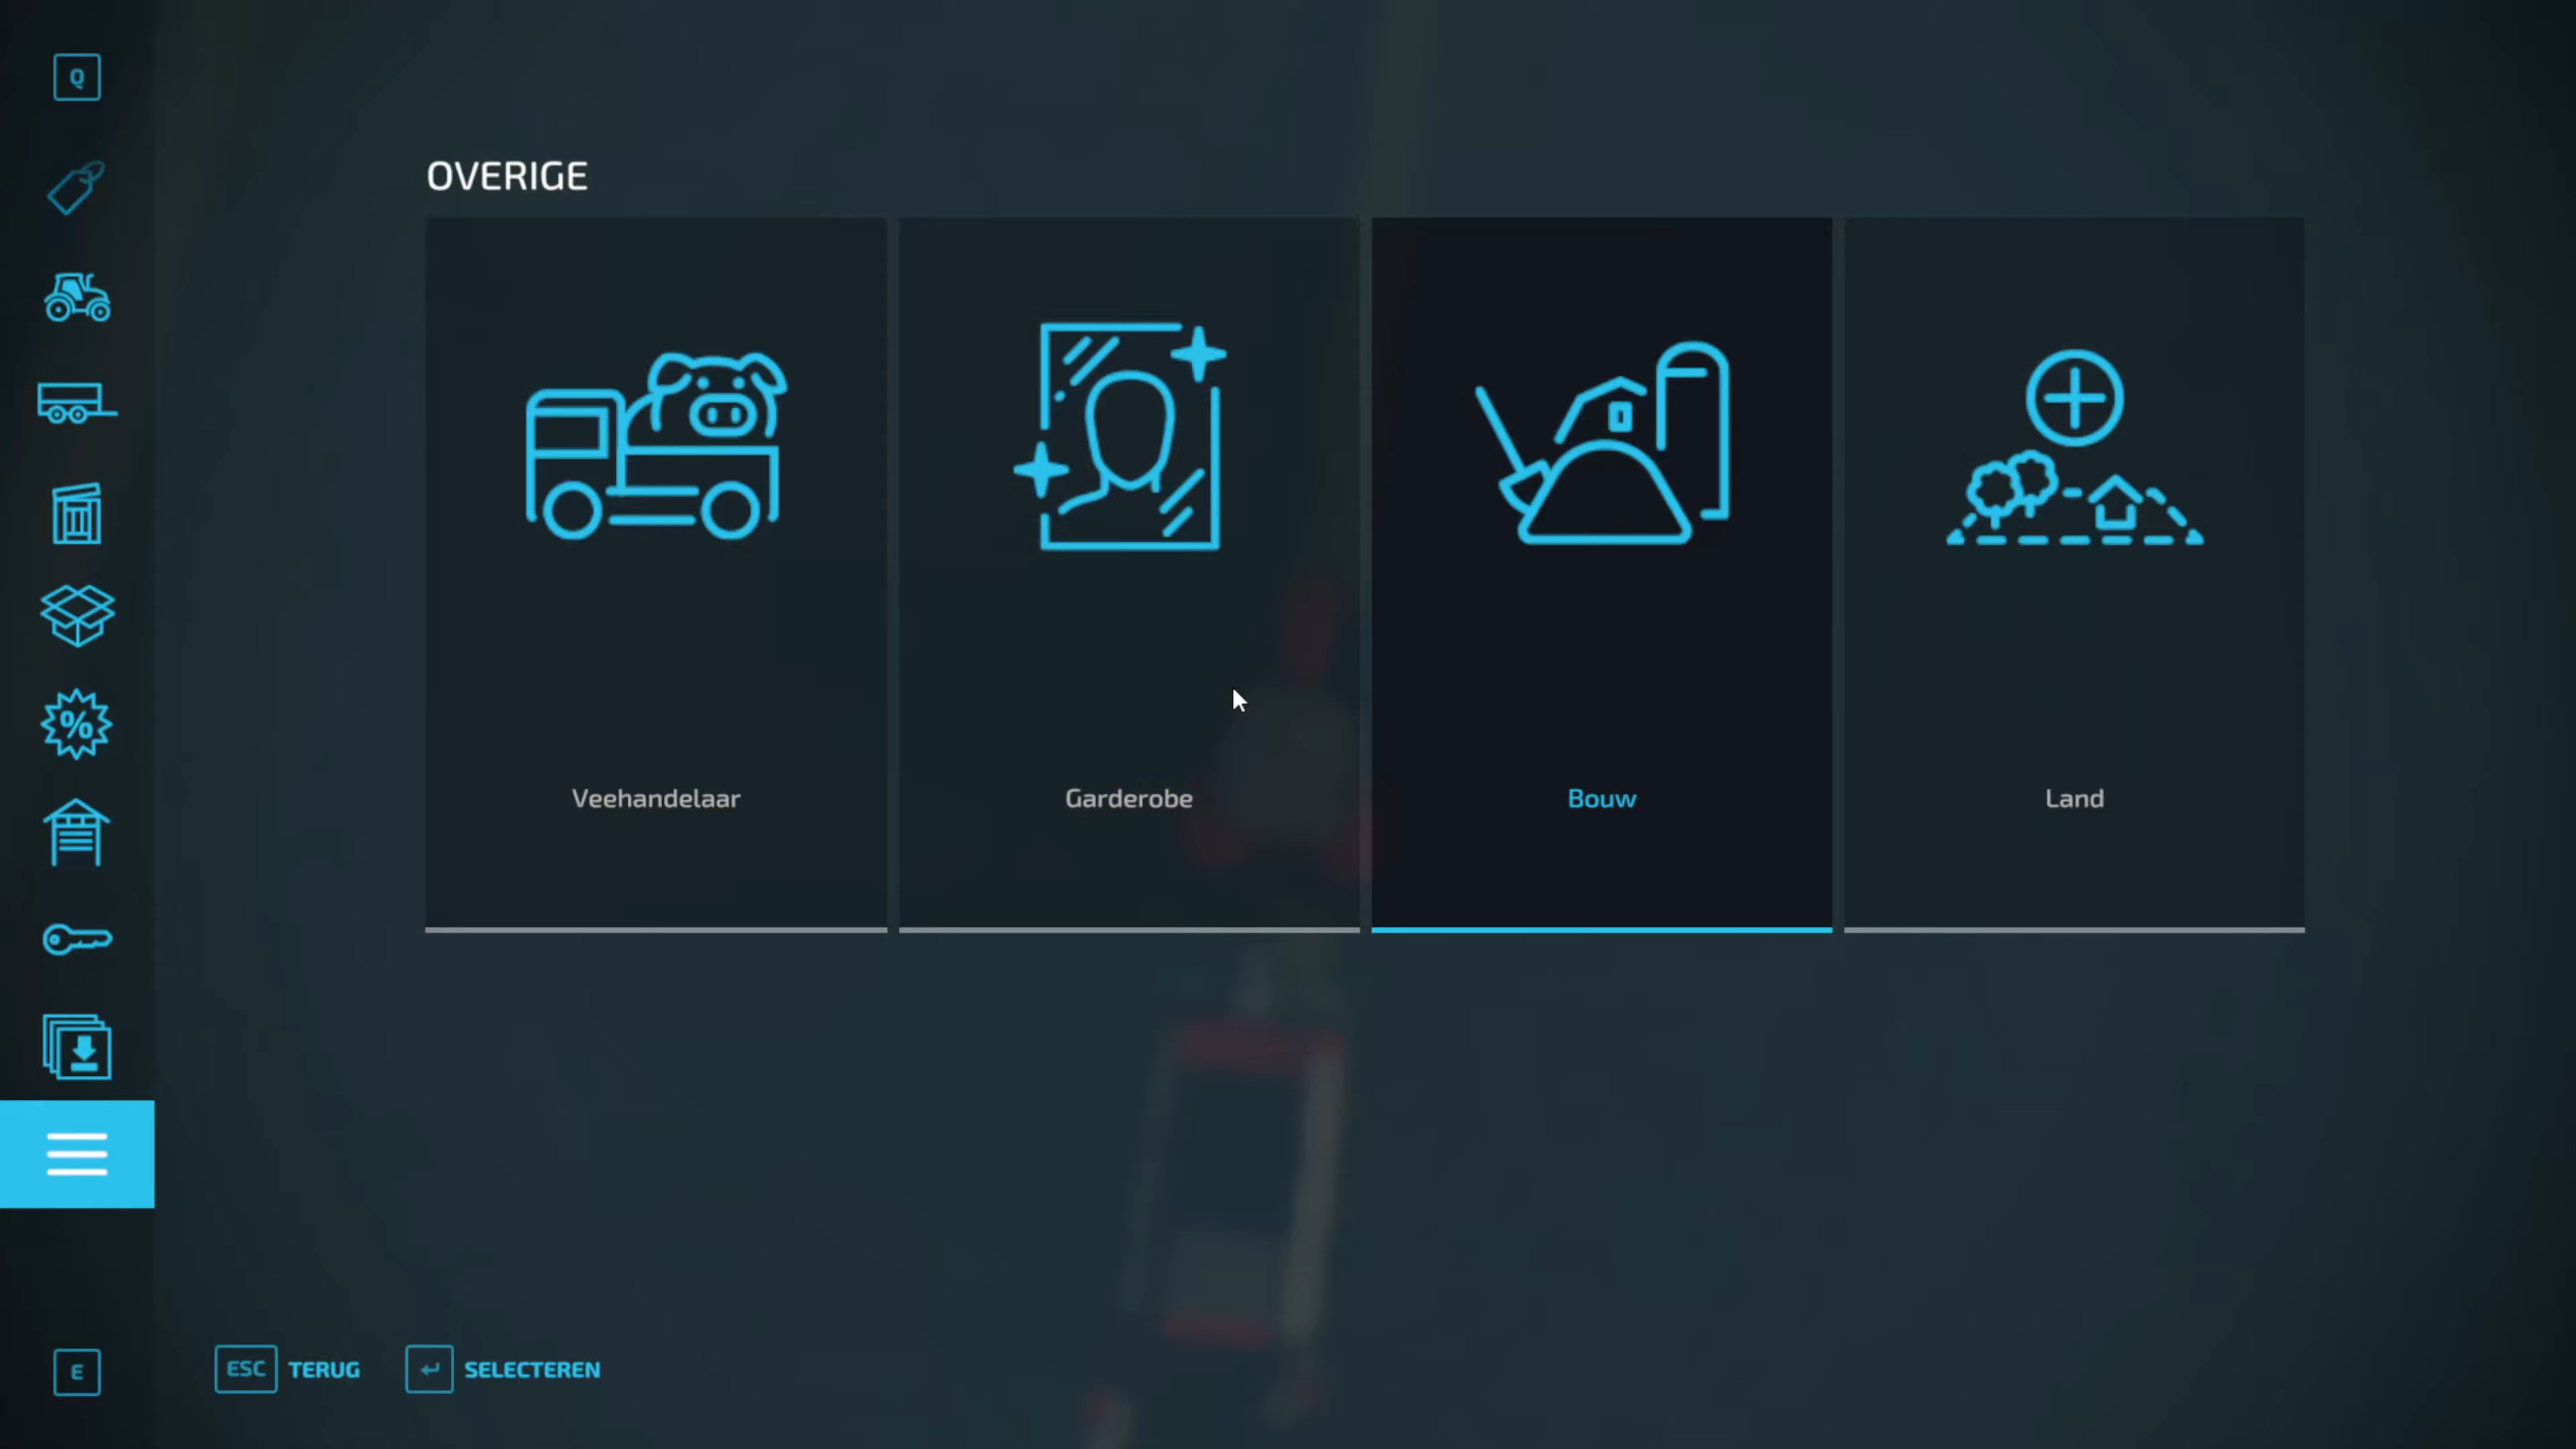 Q
OVERIGE
%
Veehandelaar
Garderobe
Bouw
Land
E
ESC TERUG
SELECTEREN